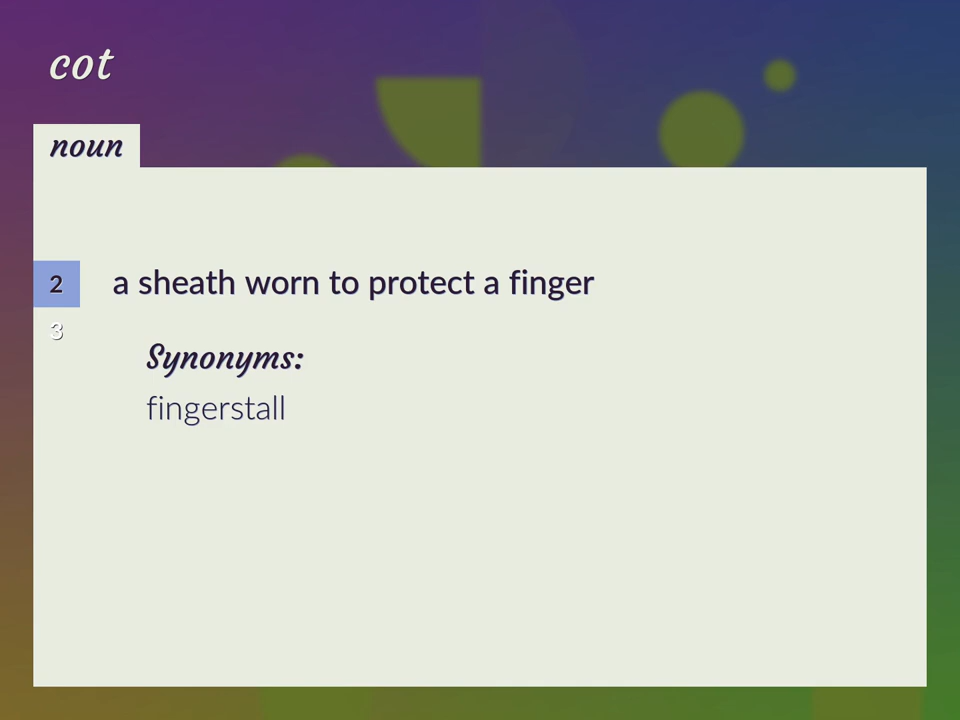 cot
noun
2
a sheath worn to protect a finger
3
Synonyms:
fingerstall